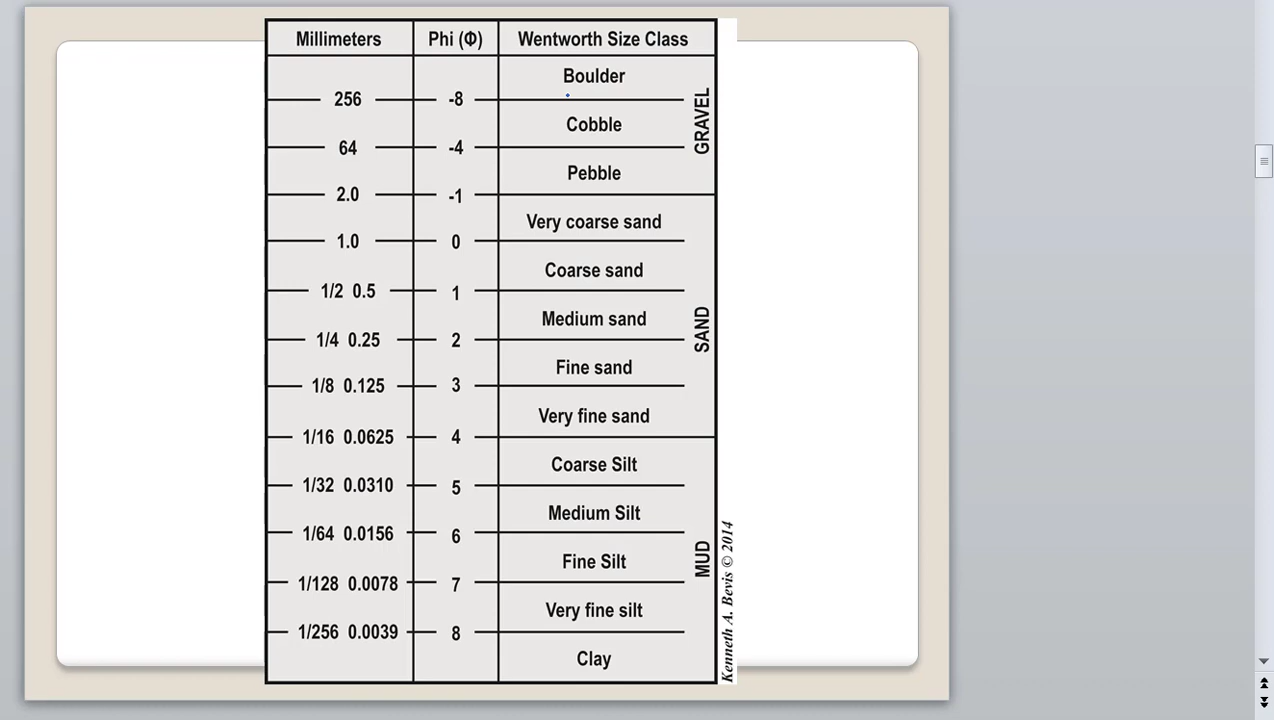 Millimeters Phi (Φ) Wentworth Size Class
Boulder
256 -8
Cobble
64 -4
Pebble
2.0 -1
Very coarse sand
1.0 0
Coarse sand
1/2 0.5 1
Medium sand
1/4 0.25 2
Fine sand
1/8 0.125 3
Very fine sand
1/16 0.0625 4
Coarse Silt
1/32 0.0310 5
Medium Silt
1/64 0.0156 6
Fine Silt
1/128 0.0078 7
Very fine silt
1/256 0.0039 8
Clay
GRAVEL
SAND
MUD
Kenneth A. Bevis © 2014